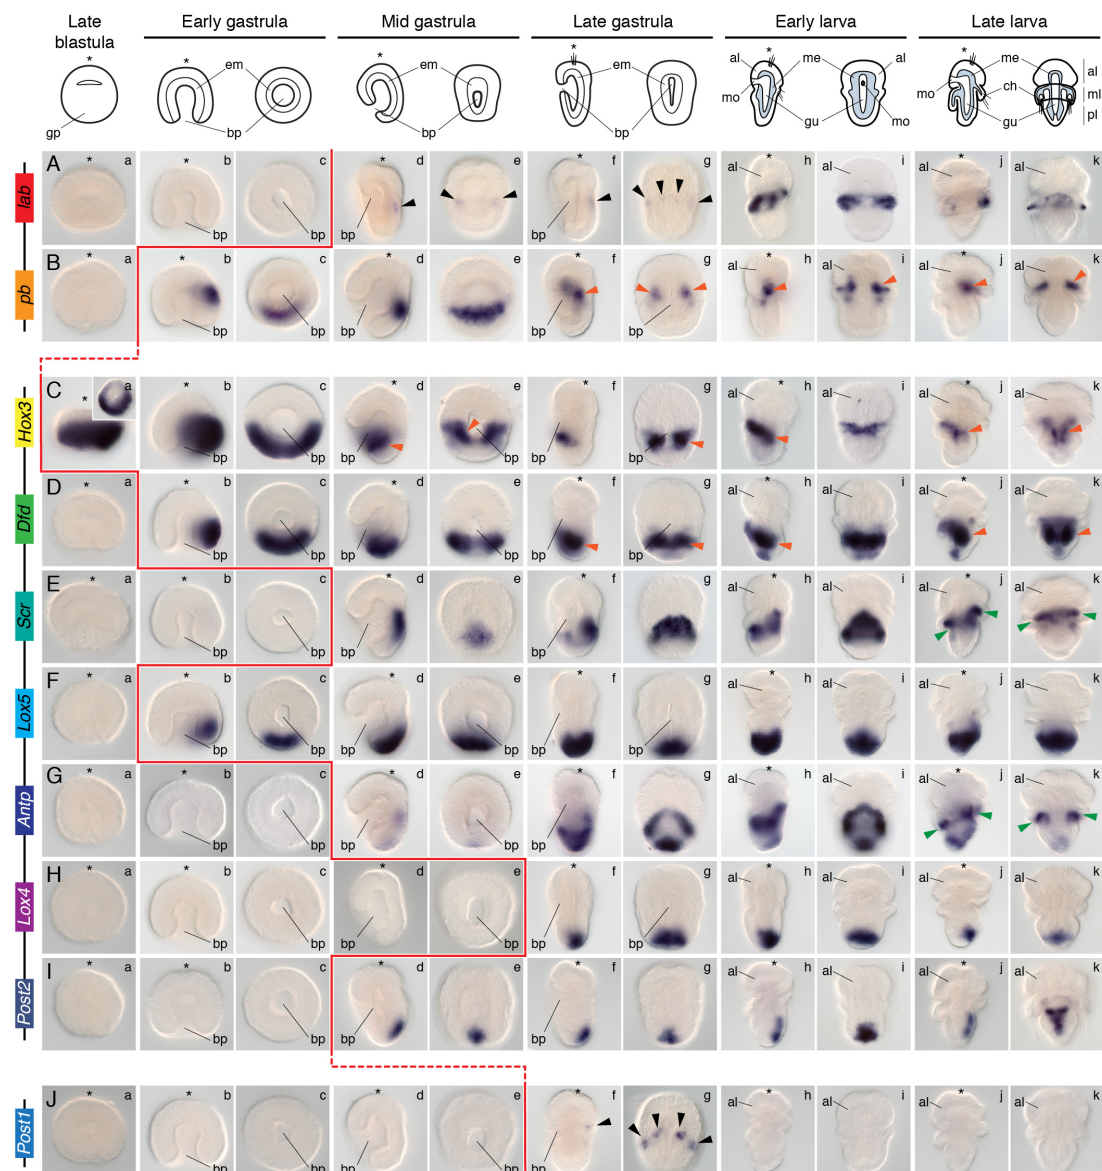 Late blastula
Early gastrula
Mid gastrula
Late gastrula
Early larva
Late larva
* * * * *
em em em al me al me al
mo ch ml
gp bp bp bp gu mo mo gu pl
lab
A * a * b c * d e * f g * h i * j k
bp bp bp bp al al al al
pb
B * a * b c * d e * f g * h i * j k
bp bp bp bp bp al al al al
Hox3
C * a * b c * d e * f g * h i * j k
bp bp bp bp bp bp al al al al
Dfd
D * a * b c * d e * f g * h i * j k
bp bp bp bp bp bp al al al al
Scr
E * a * b c * d e * f g * h i * j k
bp bp bp bp al al al al
Lox5
F * a * b c * d e * f g * h i * j k
bp bp bp bp bp bp al al al al
Antp
G * a * b c * d e * f g * h i * j k
bp bp bp bp bp al al al al
Lox4
H * a * b c * d e * f g * h i * j k
bp bp bp bp bp bp al al al al
Post2
I * a * b c * d e * f g * h i * j k
bp bp bp bp al al al al
Post1
J * a * b c * d e * f g * h i * j k
bp bp bp bp bp al al al al